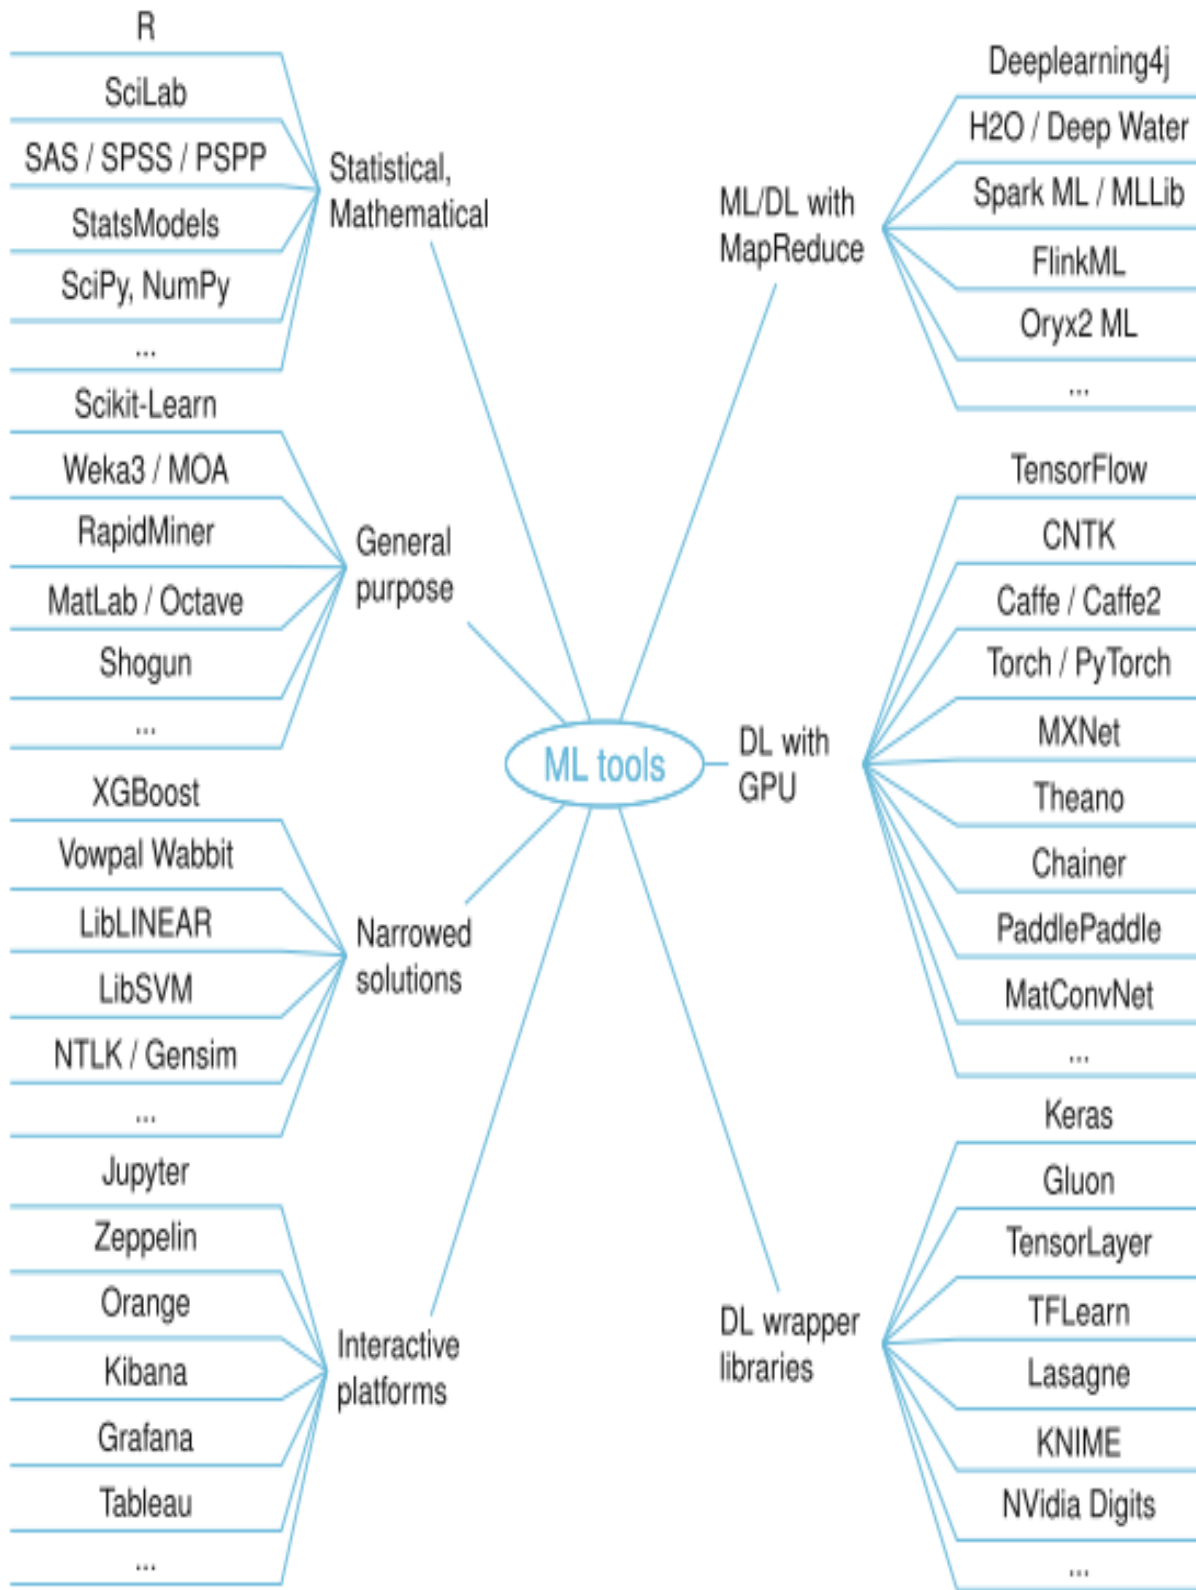 R
SciLab
SAS / SPSS / PSPP
StatsModels
SciPy, NumPy
...
Statistical,
Mathematical
Scikit-Learn
Weka3 / MOA
RapidMiner
MatLab / Octave
Shogun
...
General
purpose
XGBoost
Vowpal Wabbit
LibLINEAR
LibSVM
NTLK / Gensim
...
Narrowed
solutions
Jupyter
Zeppelin
Orange
Kibana
Grafana
Tableau
...
Interactive
platforms
ML tools
ML/DL with
MapReduce
Deeplearning4j
H2O / Deep Water
Spark ML / MLLib
FlinkML
Oryx2 ML
...
DL with
GPU
TensorFlow
CNTK
Caffe / Caffe2
Torch / PyTorch
MXNet
Theano
Chainer
PaddlePaddle
MatConvNet
...
DL wrapper
libraries
Keras
Gluon
TensorLayer
TFLearn
Lasagne
KNIME
NVidia Digits
...